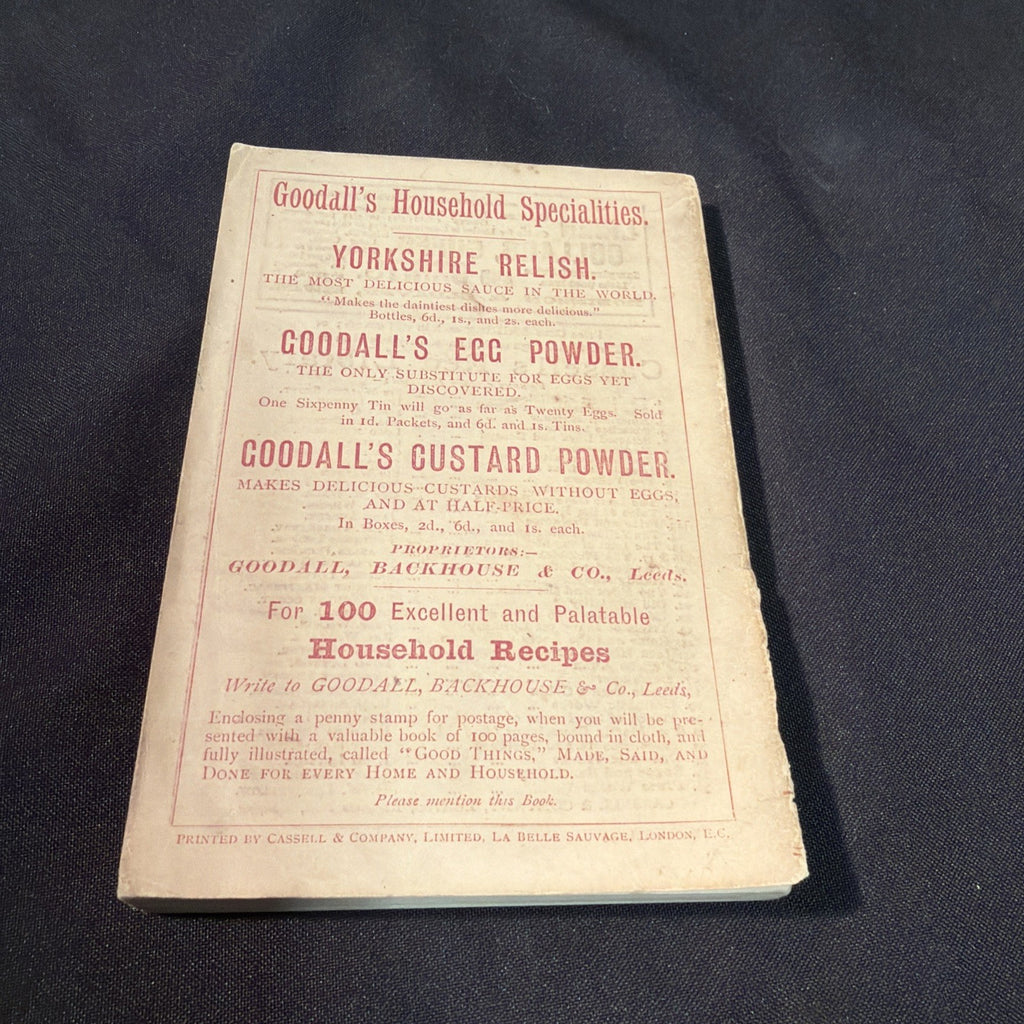 Goodall's Household Specialities.
YORKSHIRE RELISH.
THE MOST DELICIOUS SAUCE IN THE WORLD.
"Makes the daintiest dishes more delicious."
Bottles, 6d., 1s., and 2s. each.
GOODALL'S EGG POWDER.
THE ONLY SUBSTITUTE FOR EGGS YET
DISCOVERED.
One Sixpenny Tin will go as far as Twenty Eggs. Sold
in 1d. Packets, and 6d. and 1s. Tins.
GOODALL'S CUSTARD POWDER.
MAKES DELICIOUS CUSTARDS WITHOUT EGGS,
AND AT HALF-PRICE.
In Boxes, 2d., 6d., and 1s. each.
PROPRIETORS:—
GOODALL, BACKHOUSE & CO., Leeds.
For 100 Excellent and Palatable
Household Recipes
Write to GOODALL, BACKHOUSE & Co., Leeds,
Enclosing a penny stamp for postage, when you will be pre-
sented with a valuable book of 100 pages, bound in cloth, and
fully illustrated, called "GOOD THINGS," MADE, SAID, AND
DONE FOR EVERY HOME AND HOUSEHOLD.
Please mention this Book.
PRINTED BY CASSELL & COMPANY, LIMITED, LA BELLE SAUVAGE, LONDON, E.C.